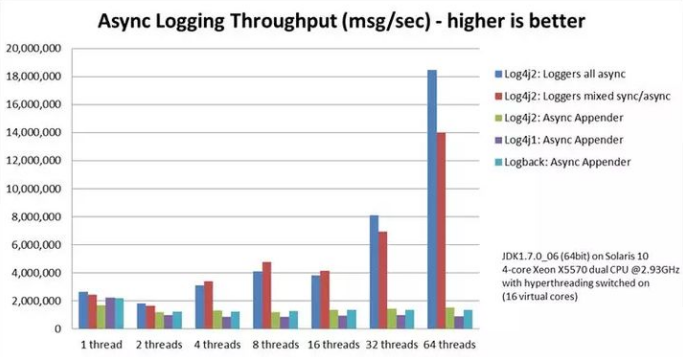 Async Logging Throughput (msg/sec) - higher is better
20,000,000
18,000,000
16,000,000
14,000,000
12,000,000
10,000,000
8,000,000
6,000,000
4,000,000
2,000,000
0
1 thread 2 threads 4 threads 8 threads 16 threads 32 threads 64 threads
Log4j2: Loggers all async
Log4j2: Loggers mixed sync/async
Log4j2: Async Appender
Log4j1: Async Appender
Logback: Async Appender
JDK1.7.0_06 (64bit) on Solaris 10
4-core Xeon X5570 dual CPU @2.93GHz
with hyperthreading switched on
(16 virtual cores)